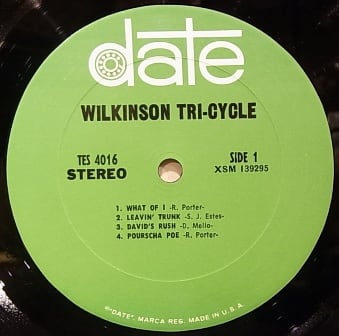 date
WILKINSON TRI-CYCLE
TES 4016
STEREO
SIDE 1
XSM 139295
1. WHAT OF I -R. Porter-
2. LEAVIN' TRUNK -S. J. Estes-
3. DAVID'S RUSH -D. Mello-
4. POURSCHA POE -R. Porter-
®"DATE", MARCA REG. MADE IN U.S.A.